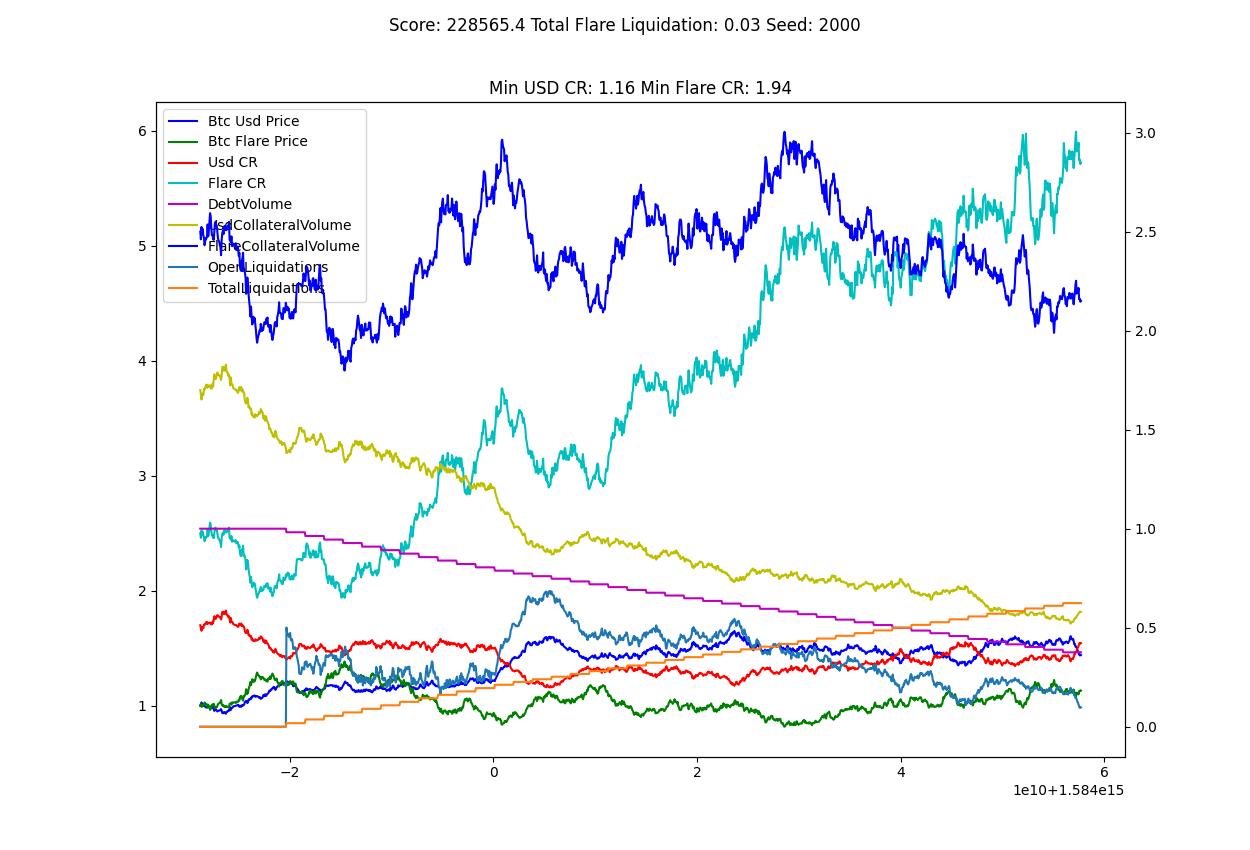 Score: 228565.4 Total Flare Liquidation: 0.03 Seed: 2000
Min USD CR: 1.16 Min Flare CR: 1.94
Btc Usd Price
Btc Flare Price
Usd CR
Flare CR
DebtVolume
UsdCollateralVolume
FlareCollateralVolume
OpenLiquidations
TotalLiquidations
6
5
4
3
2
1
3.0
2.5
2.0
1.5
1.0
0.5
0.0
−2
0
2
4
6
1e10+1.584e15